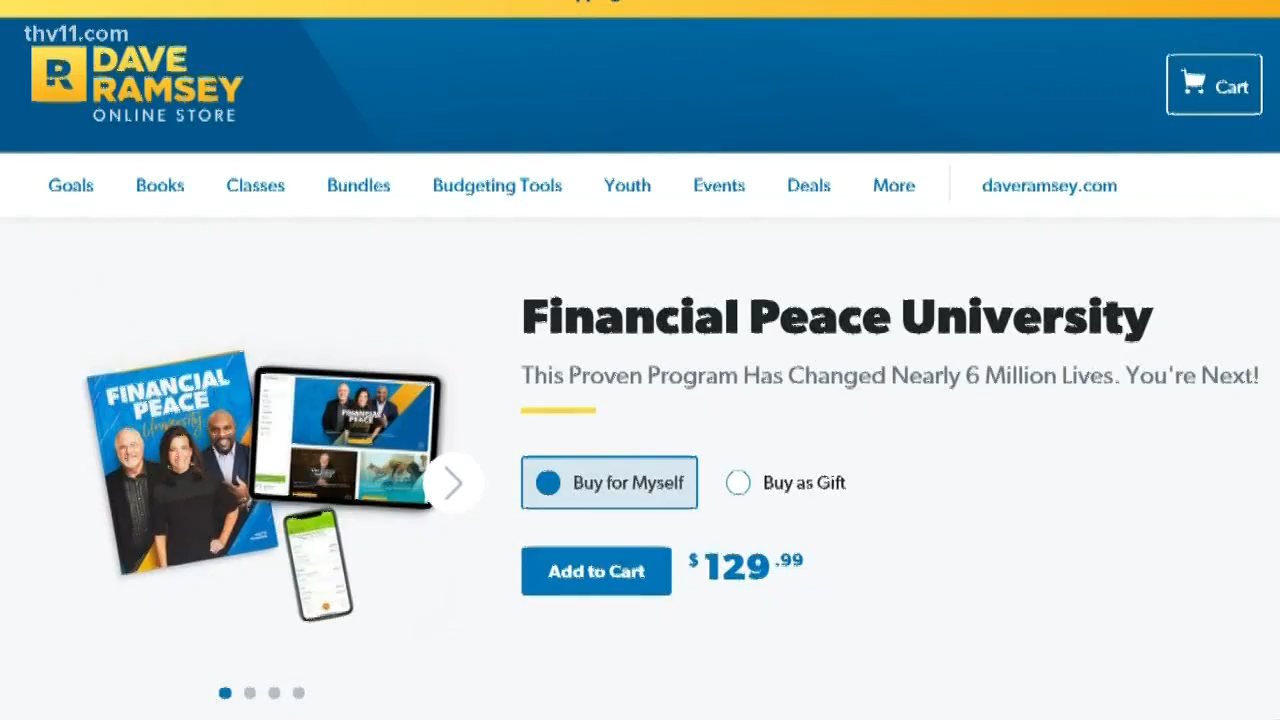 thv11.com
R DAVE
RAMSEY
ONLINE STORE
Cart
Goals Books Classes Bundles Budgeting Tools Youth Events Deals More daveramsey.com
Financial Peace University
This Proven Program Has Changed Nearly 6 Million Lives. You're Next!
FINANCIAL
PEACE
University
FINANCIAL
PEACE
Buy for Myself Buy as Gift
Add to Cart $129.99